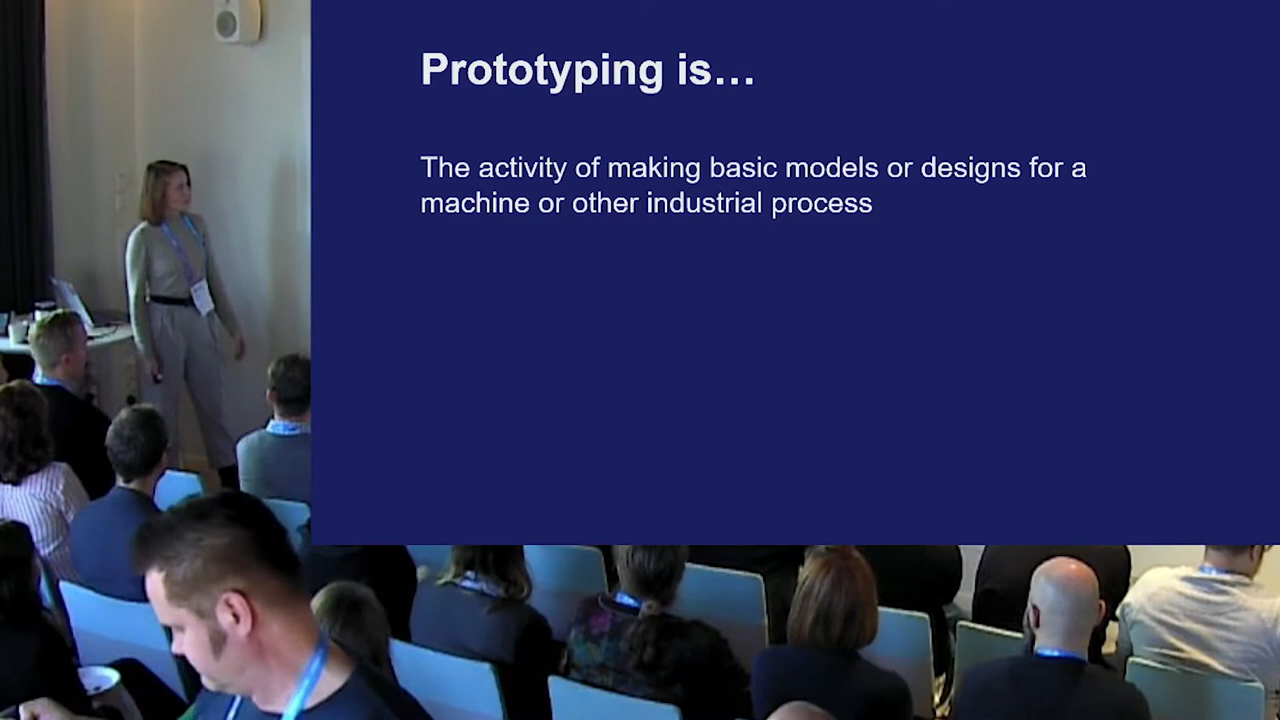 Prototyping is…
The activity of making basic models or designs for a
machine or other industrial process